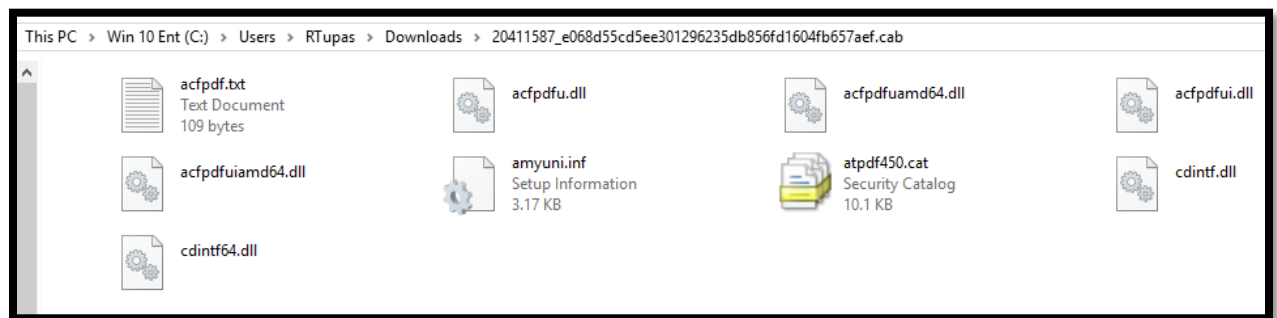 This PC > Win 10 Ent (C:) > Users > RTupas > Downloads > 20411587_e068d55cd5ee301296235db856fd1604fb657aef.cab
acfpdf.txt
Text Document
109 bytes
acfpdfu.dll
acfpdfuamd64.dll
acfpdfui.dll
acfpdfuiamd64.dll
amyuni.inf
Setup Information
3.17 KB
atpdf450.cat
Security Catalog
10.1 KB
cdintf.dll
cdintf64.dll